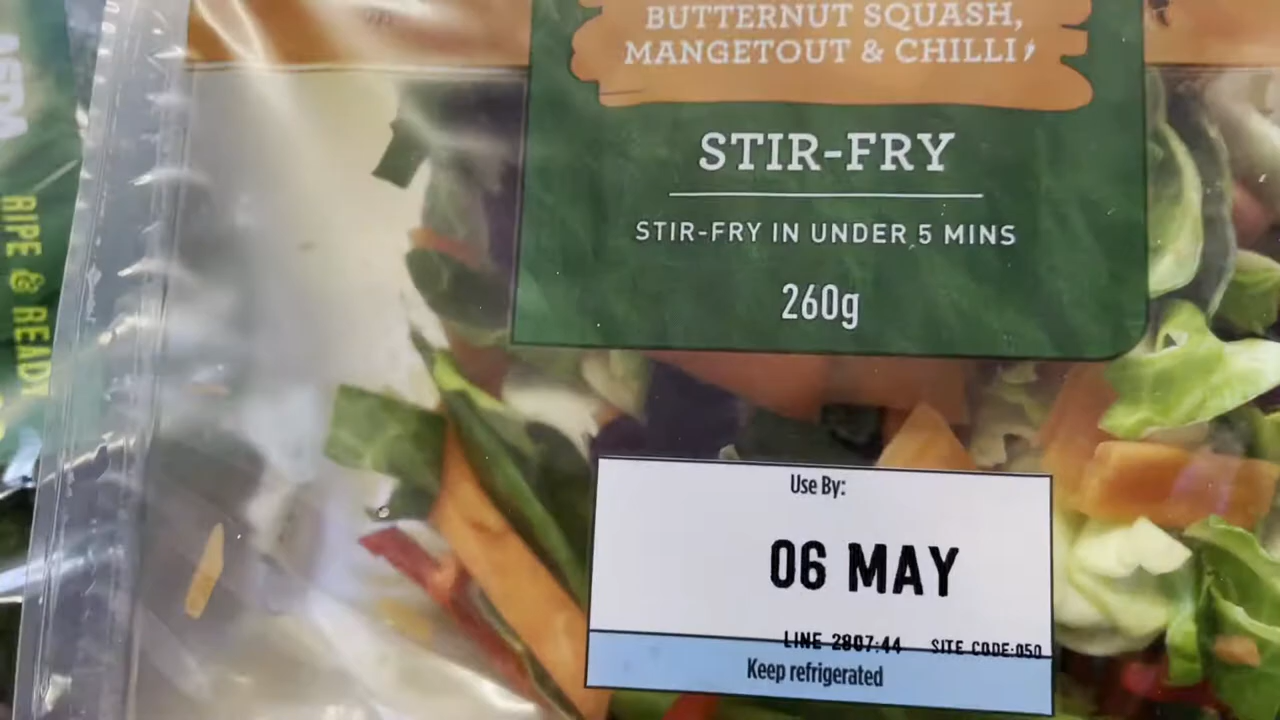 BUTTERNUT SQUASH,
MANGETOUT & CHILLI
STIR-FRY
STIR-FRY IN UNDER 5 MINS
260g
Use By:
06 MAY
LINE 2807:44 SITE CODE:050
Keep refrigerated
ASDA
RIPE & READY